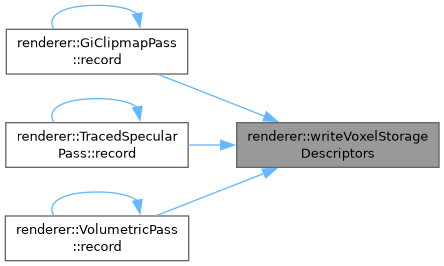 renderer::GiClipmapPass
::record
renderer::TracedSpecular
Pass::record
renderer::writeVoxelStorage
Descriptors
renderer::VolumetricPass
::record